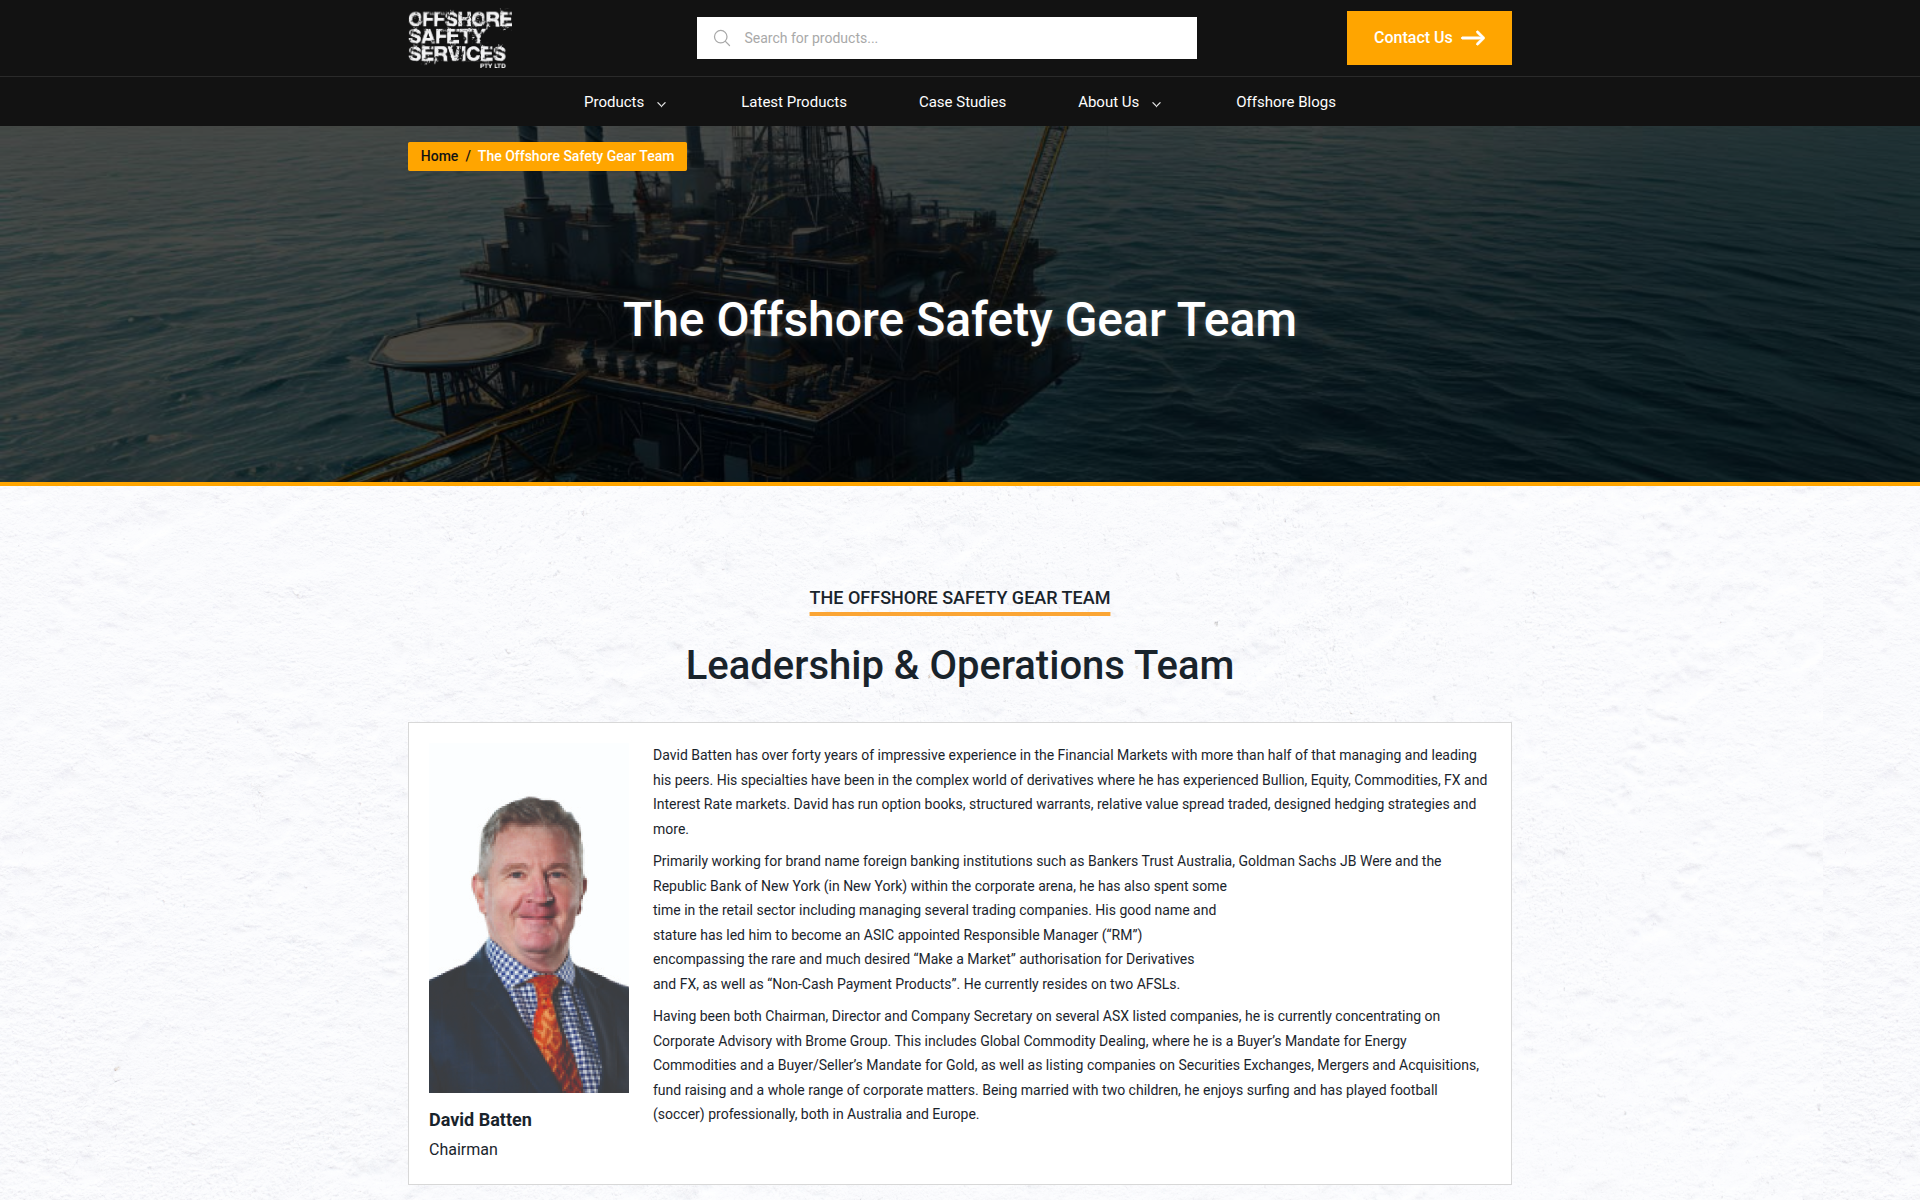 OFFSHORE
SAFETY
SERVICES
PTY LTD
Search for products...
Contact Us
Products
Latest Products
Case Studies
About Us
Offshore Blogs
Home / The Offshore Safety Gear Team
The Offshore Safety Gear Team
THE OFFSHORE SAFETY GEAR TEAM
Leadership & Operations Team
David Batten has over forty years of impressive experience in the Financial Markets with more than half of that managing and leading
his peers. His specialties have been in the complex world of derivatives where he has experienced Bullion, Equity, Commodities, FX and
Interest Rate markets. David has run option books, structured warrants, relative value spread traded, designed hedging strategies and
more.
Primarily working for brand name foreign banking institutions such as Bankers Trust Australia, Goldman Sachs JB Were and the
Republic Bank of New York (in New York) within the corporate arena, he has also spent some
time in the retail sector including managing several trading companies. His good name and
stature has led him to become an ASIC appointed Responsible Manager (“RM”)
encompassing the rare and much desired “Make a Market” authorisation for Derivatives
and FX, as well as “Non-Cash Payment Products”. He currently resides on two AFSLs.
Having been both Chairman, Director and Company Secretary on several ASX listed companies, he is currently concentrating on
Corporate Advisory with Brome Group. This includes Global Commodity Dealing, where he is a Buyer’s Mandate for Energy
Commodities and a Buyer/Seller’s Mandate for Gold, as well as listing companies on Securities Exchanges, Mergers and Acquisitions,
fund raising and a whole range of corporate matters. Being married with two children, he enjoys surfing and has played football
(soccer) professionally, both in Australia and Europe.
David Batten
Chairman